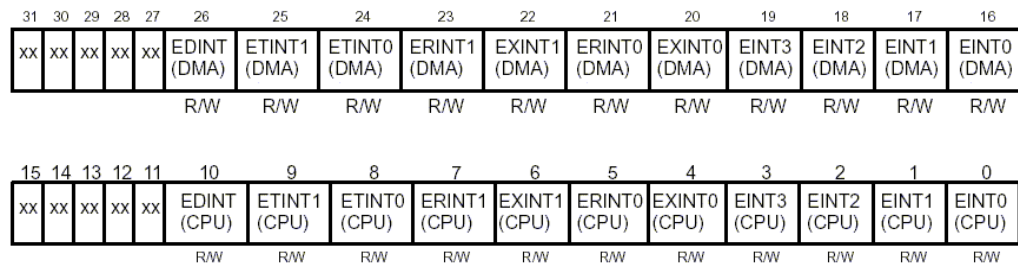 31 30 29 28 27 26 25 24 23 22 21 20 19 18 17 16
xx xx xx xx xx EDINT ETINT1 ETINT0 ERINT1 EXINT1 ERINT0 EXINT0 EINT3 EINT2 EINT1 EINT0
(DMA) (DMA) (DMA) (DMA) (DMA) (DMA) (DMA) (DMA) (DMA) (DMA) (DMA)
R/W R/W R/W R/W R/W R/W R/W R/W R/W R/W R/W
15 14 13 12 11 10 9 8 7 6 5 4 3 2 1 0
xx xx xx xx xx EDINT ETINT1 ETINT0 ERINT1 EXINT1 ERINT0 EXINT0 EINT3 EINT2 EINT1 EINT0
(CPU) (CPU) (CPU) (CPU) (CPU) (CPU) (CPU) (CPU) (CPU) (CPU) (CPU)
R/W R/W R/W R/W R/W R/W R/W R/W R/W R/W R/W